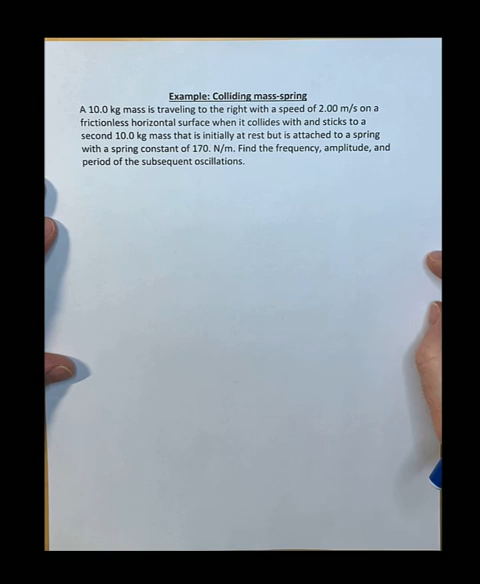 Example: Colliding mass-spring
A 10.0 kg mass is traveling to the right with a speed of 2.00 m/s on a
frictionless horizontal surface when it collides with and sticks to a
second 10.0 kg mass that is initially at rest but is attached to a spring
with a spring constant of 170. N/m. Find the frequency, amplitude, and
period of the subsequent oscillations.